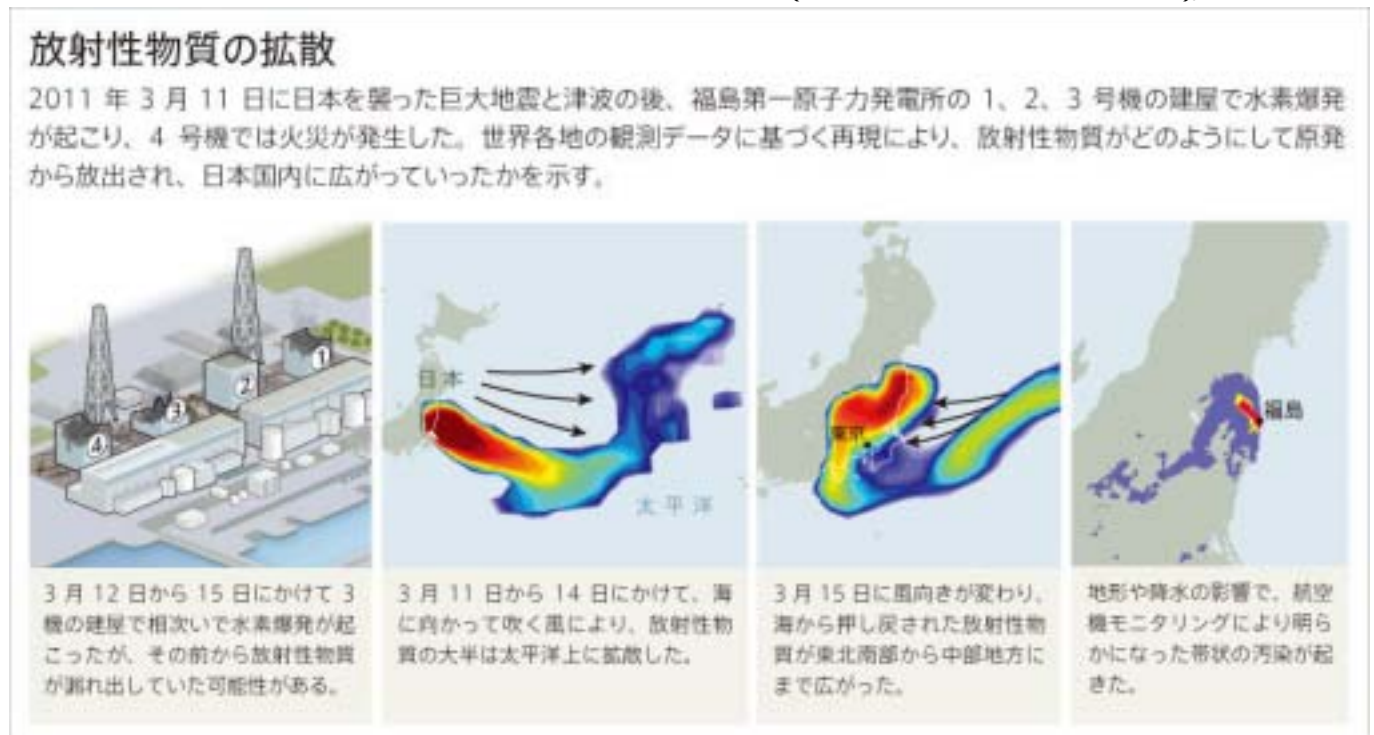 放射性物質の拡散
2011 年 3 月 11 日に日本を襲った巨大地震と津波の後、福島第一原子力発電所の 1、2、3 号機の建屋で水素爆発
が起こり、4 号機では火災が発生した。世界各地の観測データに基づく再現により、放射性物質がどのようにして原発
から放出され、日本国内に広がっていったかを示す。
1
2
3
4
日本
太平洋
東京
福島
3 月 12 日から 15 日にかけて 3
機の建屋で相次いで水素爆発が起
こったが、その前から放射性物質
が漏れ出していた可能性がある。
3 月 11 日から 14 日にかけて、海
に向かって吹く風により、放射性物
質の大半は太平洋上に拡散した。
3 月 15 日に風向きが変わり、
海から押し戻された放射性物
質が東北南部から中部地方に
まで広がった。
地形や降水の影響で、航空
機モニタリングにより明ら
かになった帯状の汚染が起
きた。